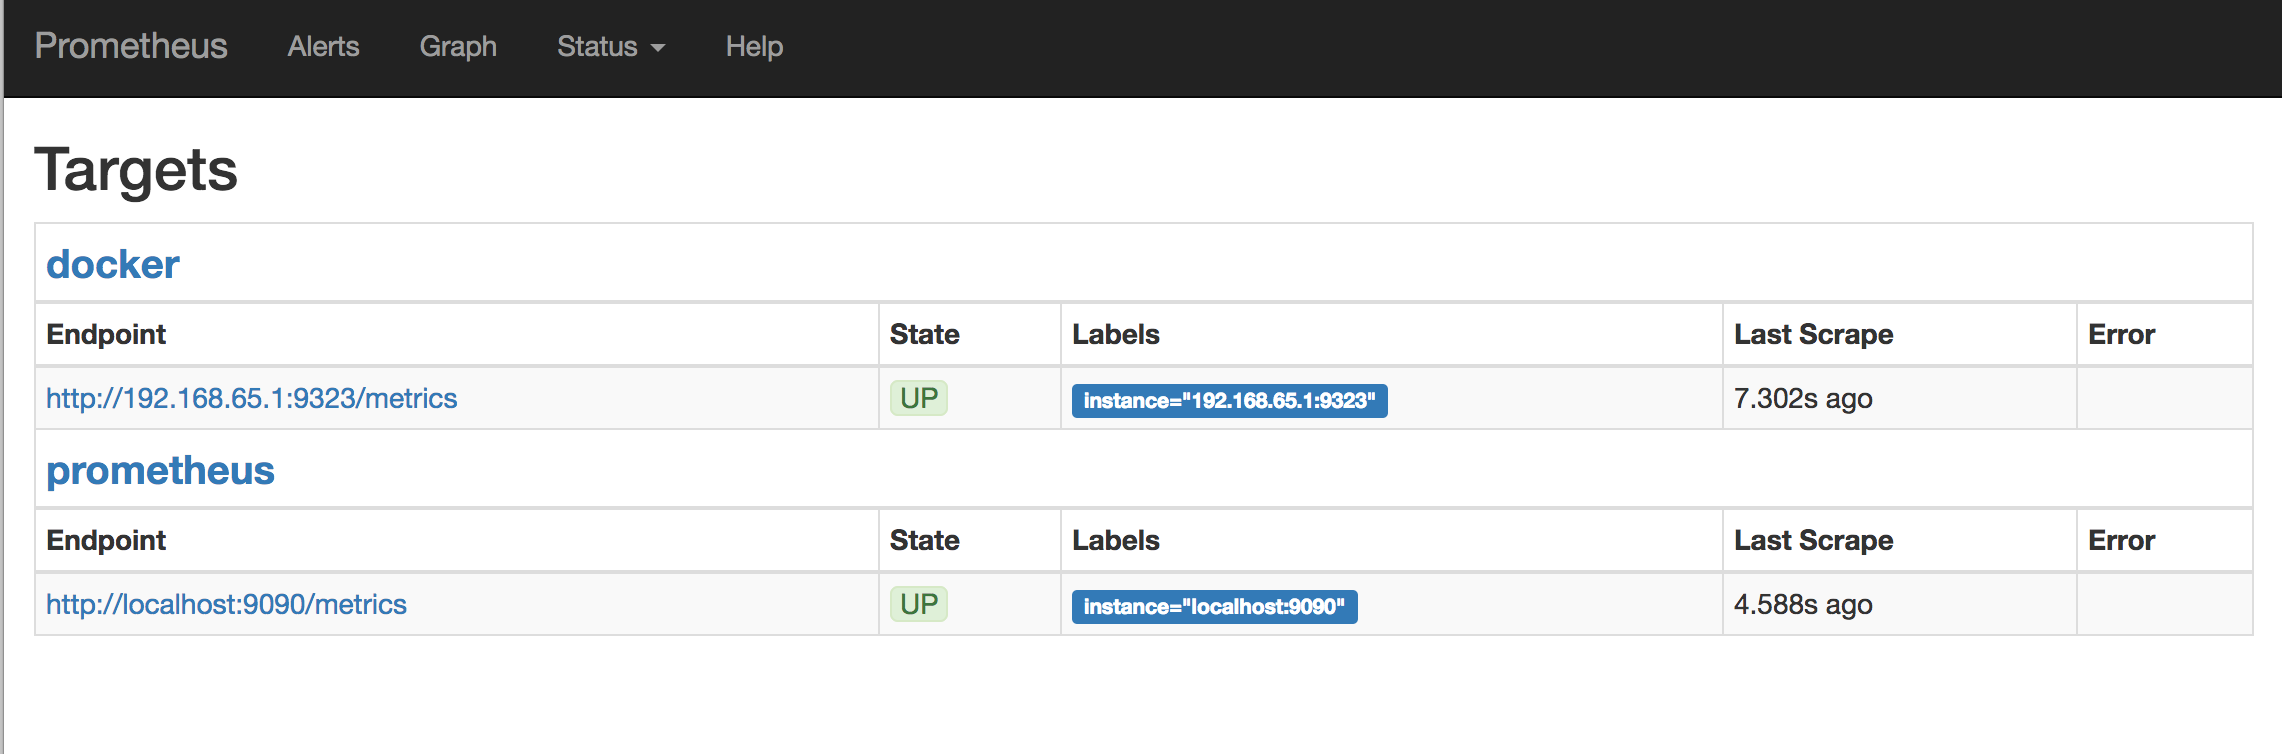 Prometheus Alerts Graph Status Help
Targets
docker
Endpoint State Labels Last Scrape Error
http://192.168.65.1:9323/metrics UP instance="192.168.65.1:9323" 7.302s ago
prometheus
Endpoint State Labels Last Scrape Error
http://localhost:9090/metrics UP instance="localhost:9090" 4.588s ago